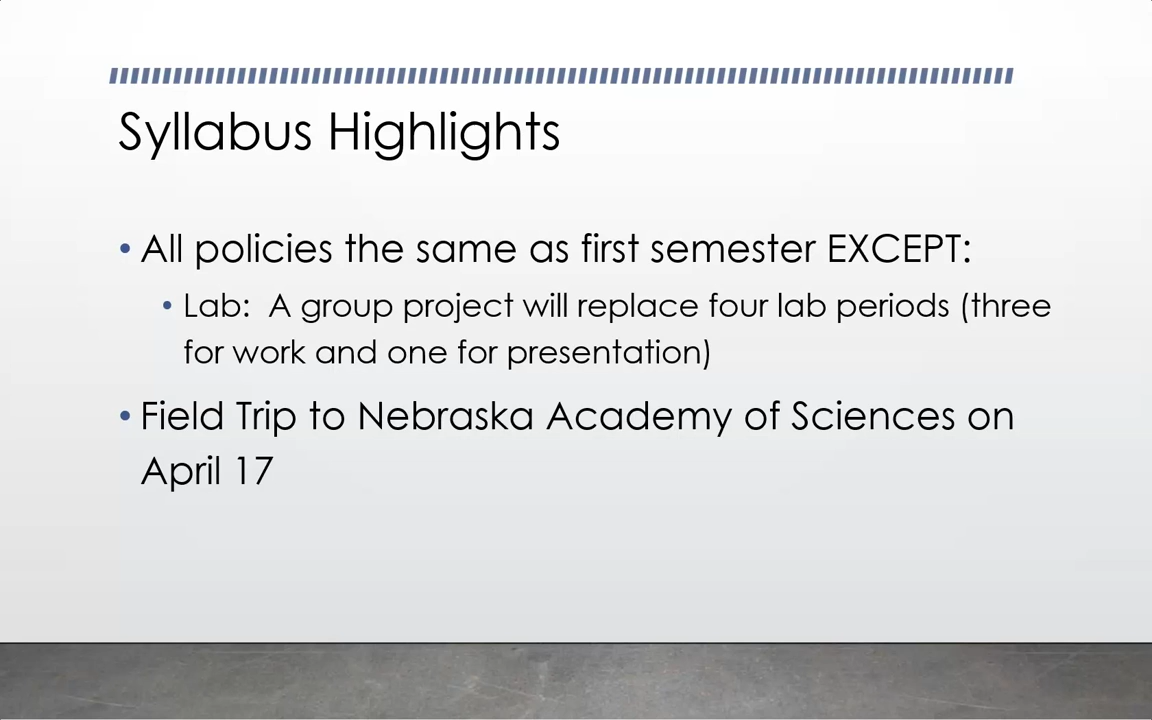 Syllabus Highlights
• All policies the same as first semester EXCEPT:
• Lab:  A group project will replace four lab periods (three
for work and one for presentation)
• Field Trip to Nebraska Academy of Sciences on
April 17